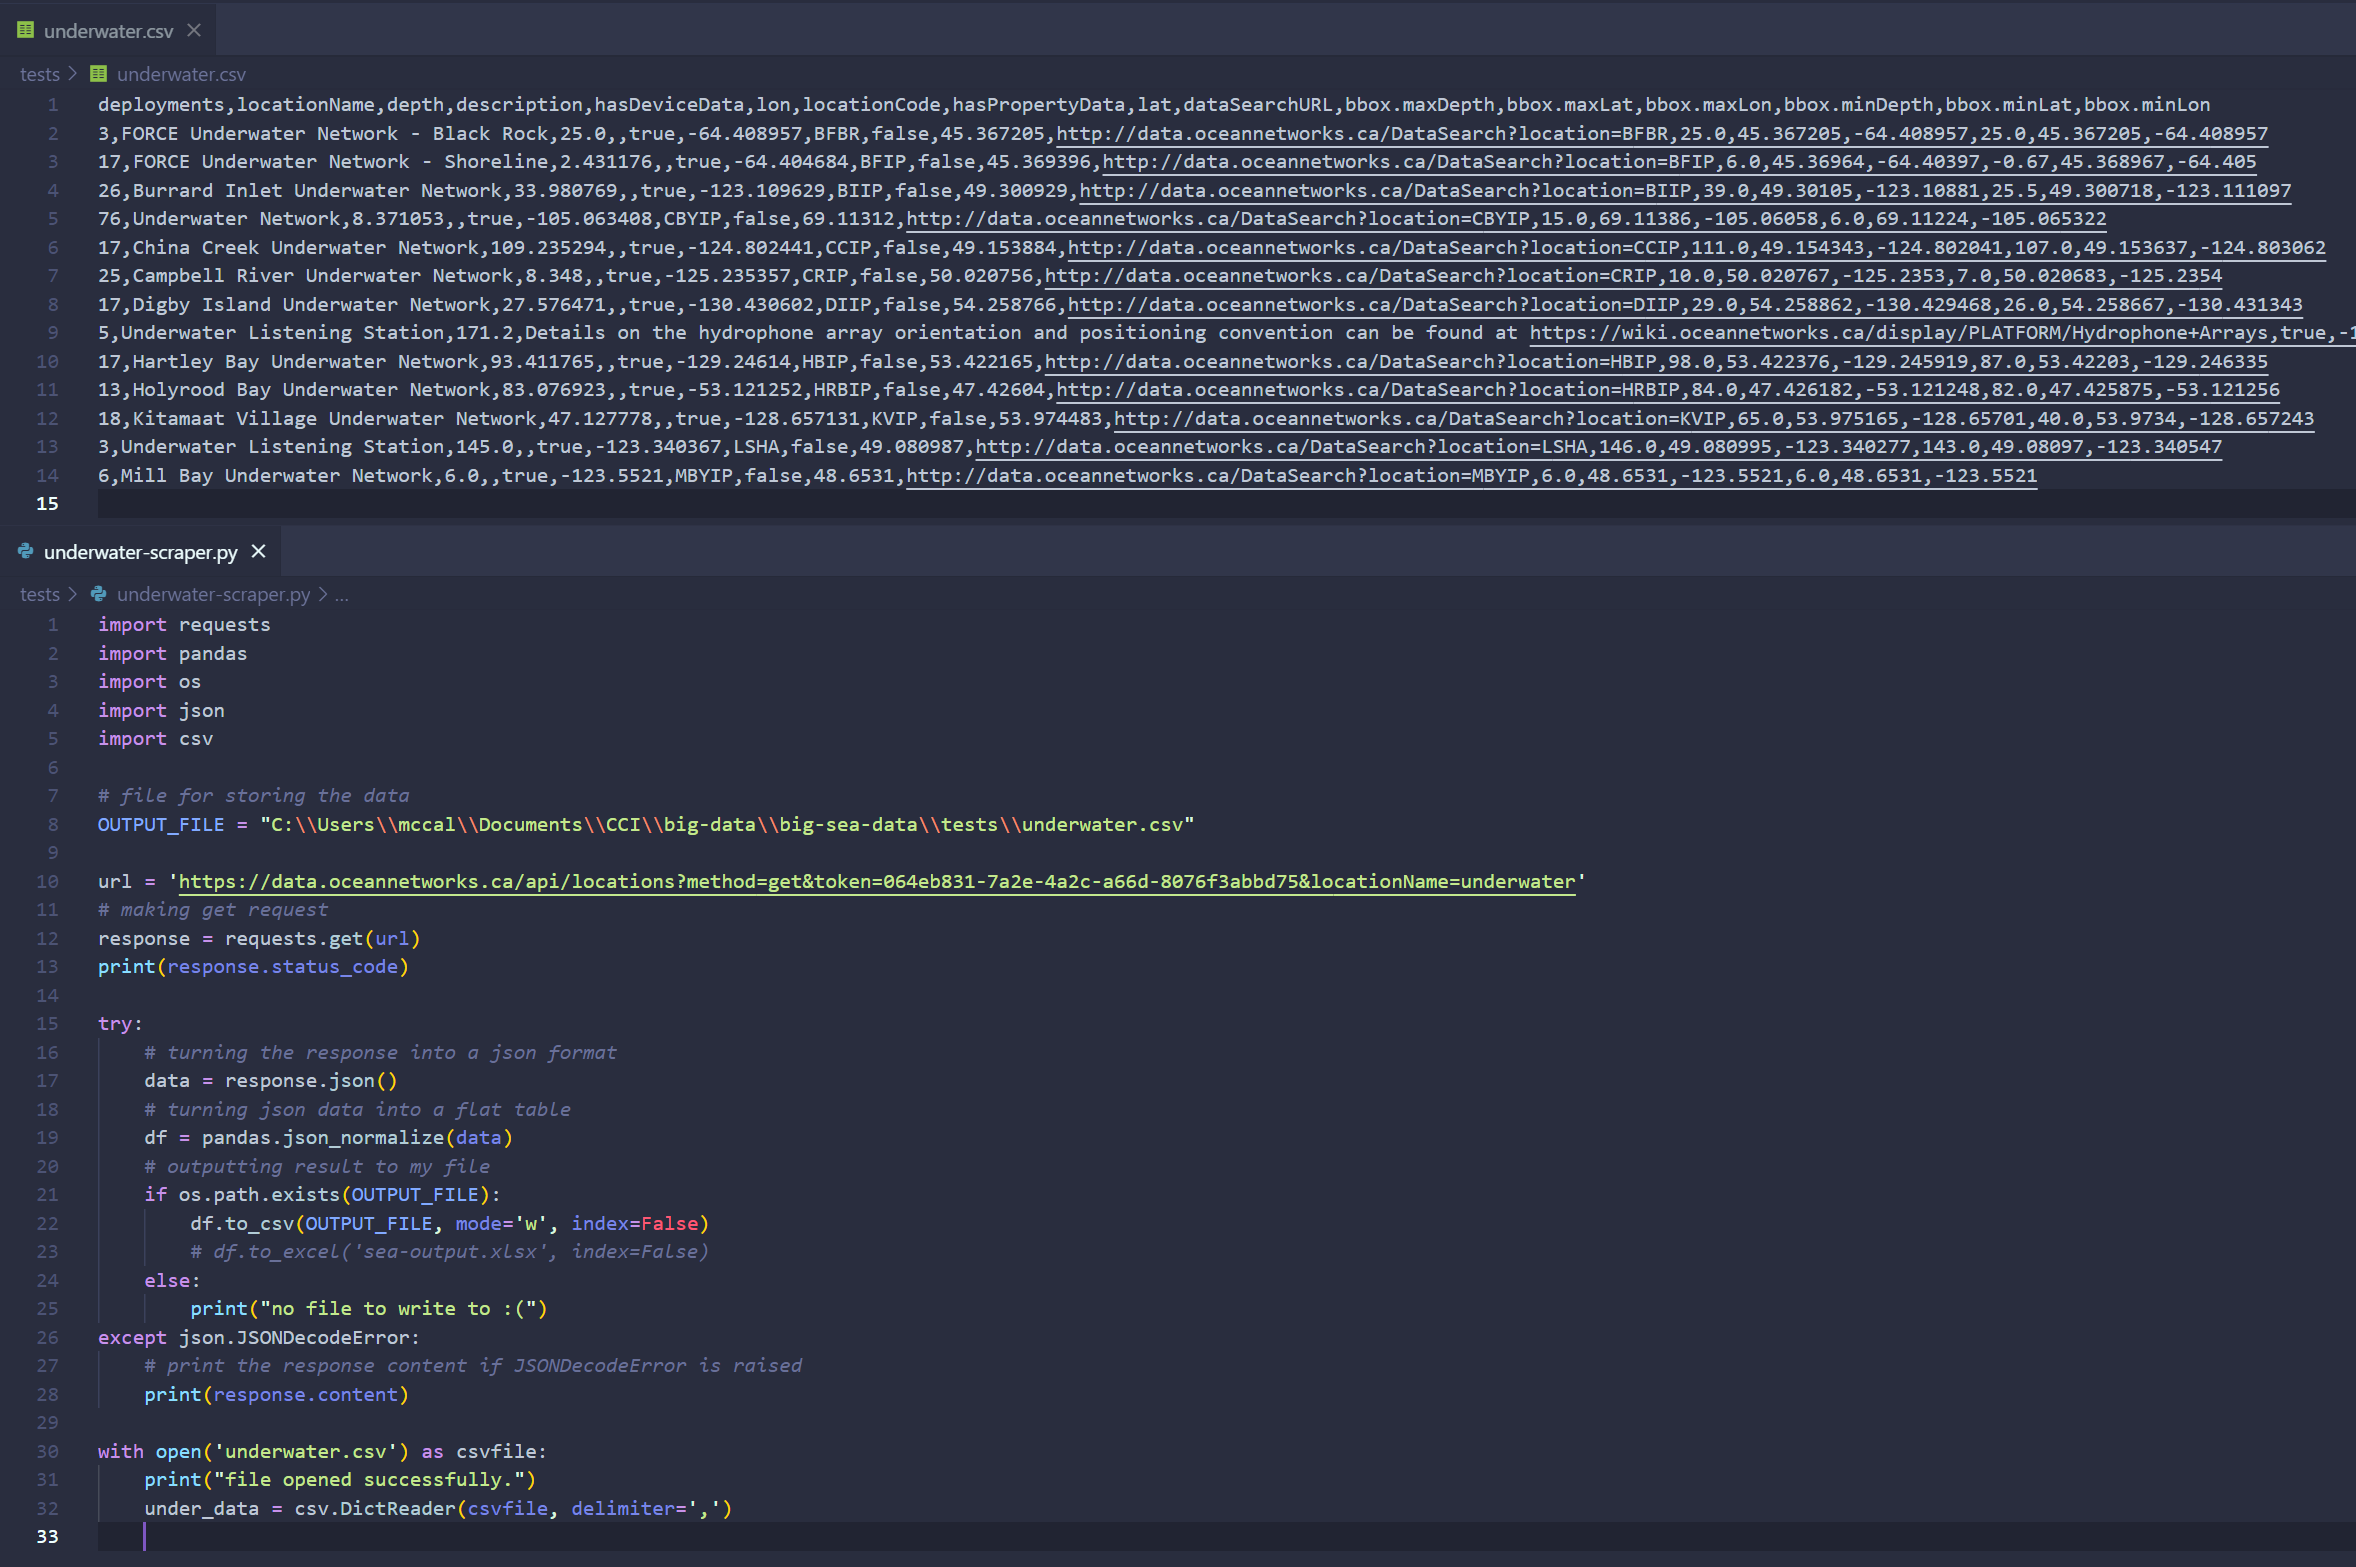 underwater.csv
tests > underwater.csv
1 deployments,locationName,depth,description,hasDeviceData,lon,locationCode,hasPropertyData,lat,dataSearchURL,bbox.maxDepth,bbox.maxLat,bbox.maxLon,bbox.minDepth,bbox.minLat,bbox.minLon
2 3,FORCE Underwater Network - Black Rock,25.0,,true,-64.408957,BFBR,false,45.367205,http://data.oceannetworks.ca/DataSearch?location=BFBR,25.0,45.367205,-64.408957,25.0,45.367205,-64.408957
3 17,FORCE Underwater Network - Shoreline,2.431176,,true,-64.404684,BFIP,false,45.369396,http://data.oceannetworks.ca/DataSearch?location=BFIP,6.0,45.36964,-64.40397,-0.67,45.368967,-64.405
4 26,Burrard Inlet Underwater Network,33.980769,,true,-123.109629,BIIP,false,49.300929,http://data.oceannetworks.ca/DataSearch?location=BIIP,39.0,49.30105,-123.10881,25.5,49.300718,-123.111097
5 76,Underwater Network,8.371053,,true,-105.063408,CBYIP,false,69.11312,http://data.oceannetworks.ca/DataSearch?location=CBYIP,15.0,69.11386,-105.06058,6.0,69.11224,-105.065322
6 17,China Creek Underwater Network,109.235294,,true,-124.802441,CCIP,false,49.153884,http://data.oceannetworks.ca/DataSearch?location=CCIP,111.0,49.154343,-124.802041,107.0,49.153637,-124.803062
7 25,Campbell River Underwater Network,8.348,,true,-125.235357,CRIP,false,50.020756,http://data.oceannetworks.ca/DataSearch?location=CRIP,10.0,50.020767,-125.2353,7.0,50.020683,-125.2354
8 17,Digby Island Underwater Network,27.576471,,true,-130.430602,DIIP,false,54.258766,http://data.oceannetworks.ca/DataSearch?location=DIIP,29.0,54.258862,-130.429468,26.0,54.258667,-130.431343
9 5,Underwater Listening Station,171.2,Details on the hydrophone array orientation and positioning convention can be found at https://wiki.oceannetworks.ca/display/PLATFORM/Hydrophone+Arrays,true,-1
10 17,Hartley Bay Underwater Network,93.411765,,true,-129.24614,HBIP,false,53.422165,http://data.oceannetworks.ca/DataSearch?location=HBIP,98.0,53.422376,-129.245919,87.0,53.42203,-129.246335
11 13,Holyrood Bay Underwater Network,83.076923,,true,-53.121252,HRBIP,false,47.42604,http://data.oceannetworks.ca/DataSearch?location=HRBIP,84.0,47.426182,-53.121248,82.0,47.425875,-53.121256
12 18,Kitamaat Village Underwater Network,47.127778,,true,-128.657131,KVIP,false,53.974483,http://data.oceannetworks.ca/DataSearch?location=KVIP,65.0,53.975165,-128.65701,40.0,53.9734,-128.657243
13 3,Underwater Listening Station,145.0,,true,-123.340367,LSHA,false,49.080987,http://data.oceannetworks.ca/DataSearch?location=LSHA,146.0,49.080995,-123.340277,143.0,49.08097,-123.340547
14 6,Mill Bay Underwater Network,6.0,,true,-123.5521,MBYIP,false,48.6531,http://data.oceannetworks.ca/DataSearch?location=MBYIP,6.0,48.6531,-123.5521,6.0,48.6531,-123.5521
15
underwater-scraper.py
tests > underwater-scraper.py > ...
1 import requests
2 import pandas
3 import os
4 import json
5 import csv
6
7 # file for storing the data
8 OUTPUT_FILE = "C:\\Users\\mccal\\Documents\\CCI\\big-data\\big-sea-data\\tests\\underwater.csv"
9
10 url = 'https://data.oceannetworks.ca/api/locations?method=get&token=064eb831-7a2e-4a2c-a66d-8076f3abbd75&locationName=underwater'
11 # making get request
12 response = requests.get(url)
13 print(response.status_code)
14
15 try:
16 # turning the response into a json format
17 data = response.json()
18 # turning json data into a flat table
19 df = pandas.json_normalize(data)
20 # outputting result to my file
21 if os.path.exists(OUTPUT_FILE):
22 df.to_csv(OUTPUT_FILE, mode='w', index=False)
23 # df.to_excel('sea-output.xlsx', index=False)
24 else:
25 print("no file to write to :(")
26 except json.JSONDecodeError:
27 # print the response content if JSONDecodeError is raised
28 print(response.content)
29
30 with open('underwater.csv') as csvfile:
31 print("file opened successfully.")
32 under_data = csv.DictReader(csvfile, delimiter=',')
33